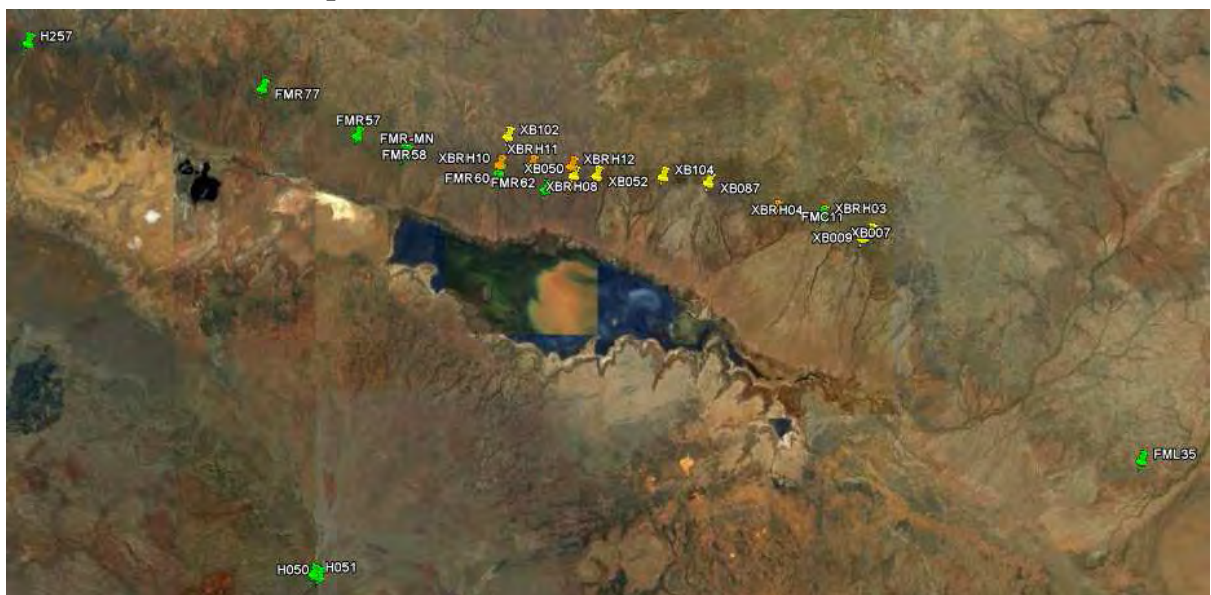 H257
FMR77
FMR57
FMR-MN
FMR58
XB102
XBRH10
XBRH11
XBRH12
XB050
FMR60
FMR62
XBRH08
XB052
XB104
XB087
XBRH04
XBRH03
FMC11
XB009
XB007
FML35
H050
H051